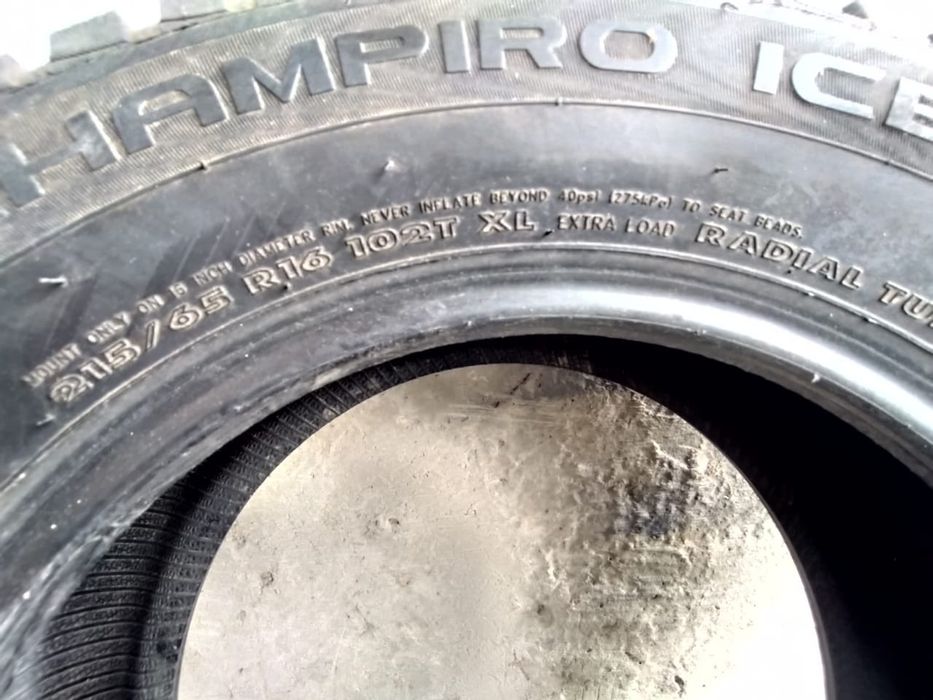 HAMPIRO ICE
MOUNT ONLY ON 16 INCH DIAMETER RIM. NEVER INFLATE BEYOND 40psi (275kPa) TO SEAT BEADS.
215/65 R16 102T XL EXTRA LOAD RADIAL TU